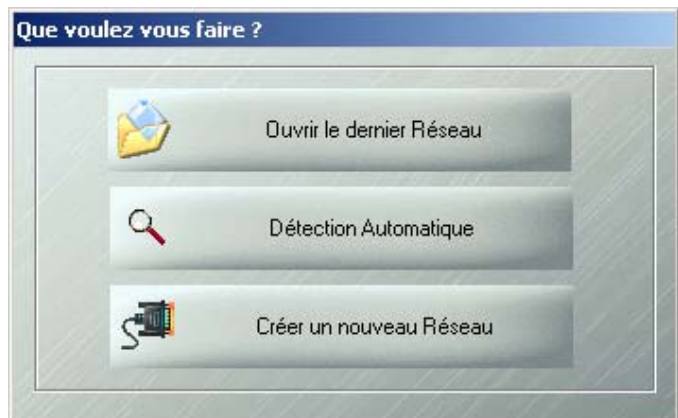 Que voulez vous faire ?
Ouvrir le dernier Réseau
Détection Automatique
Créer un nouveau Réseau